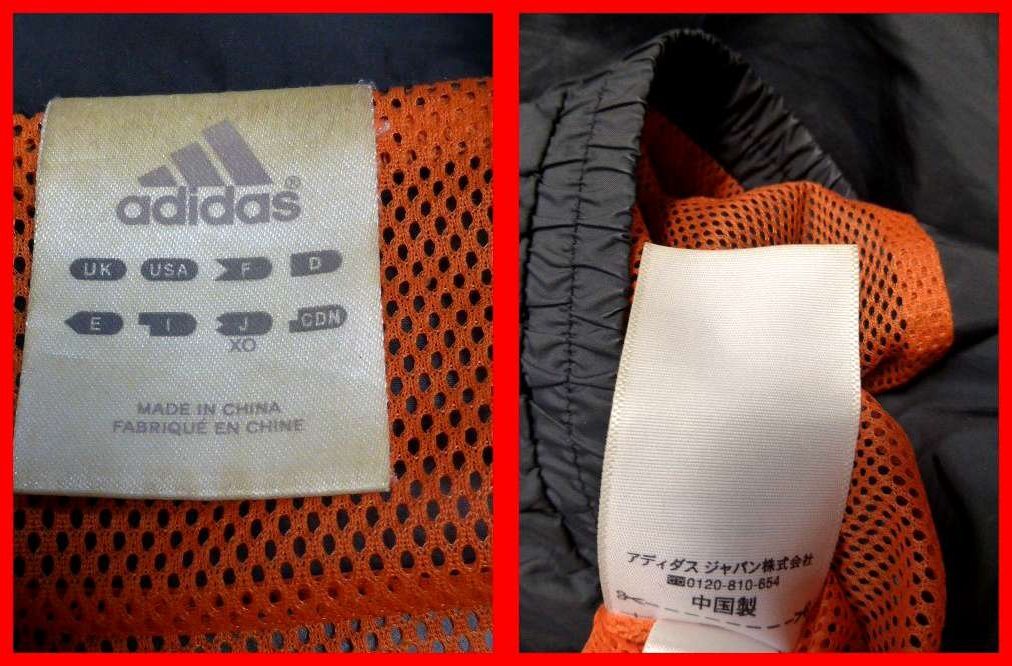 adidas®
UK USA F D
E I J CDN
XO
MADE IN CHINA
FABRIQUÉ EN CHINE
アディダス ジャパン株式会社
0120-810-654
中国製